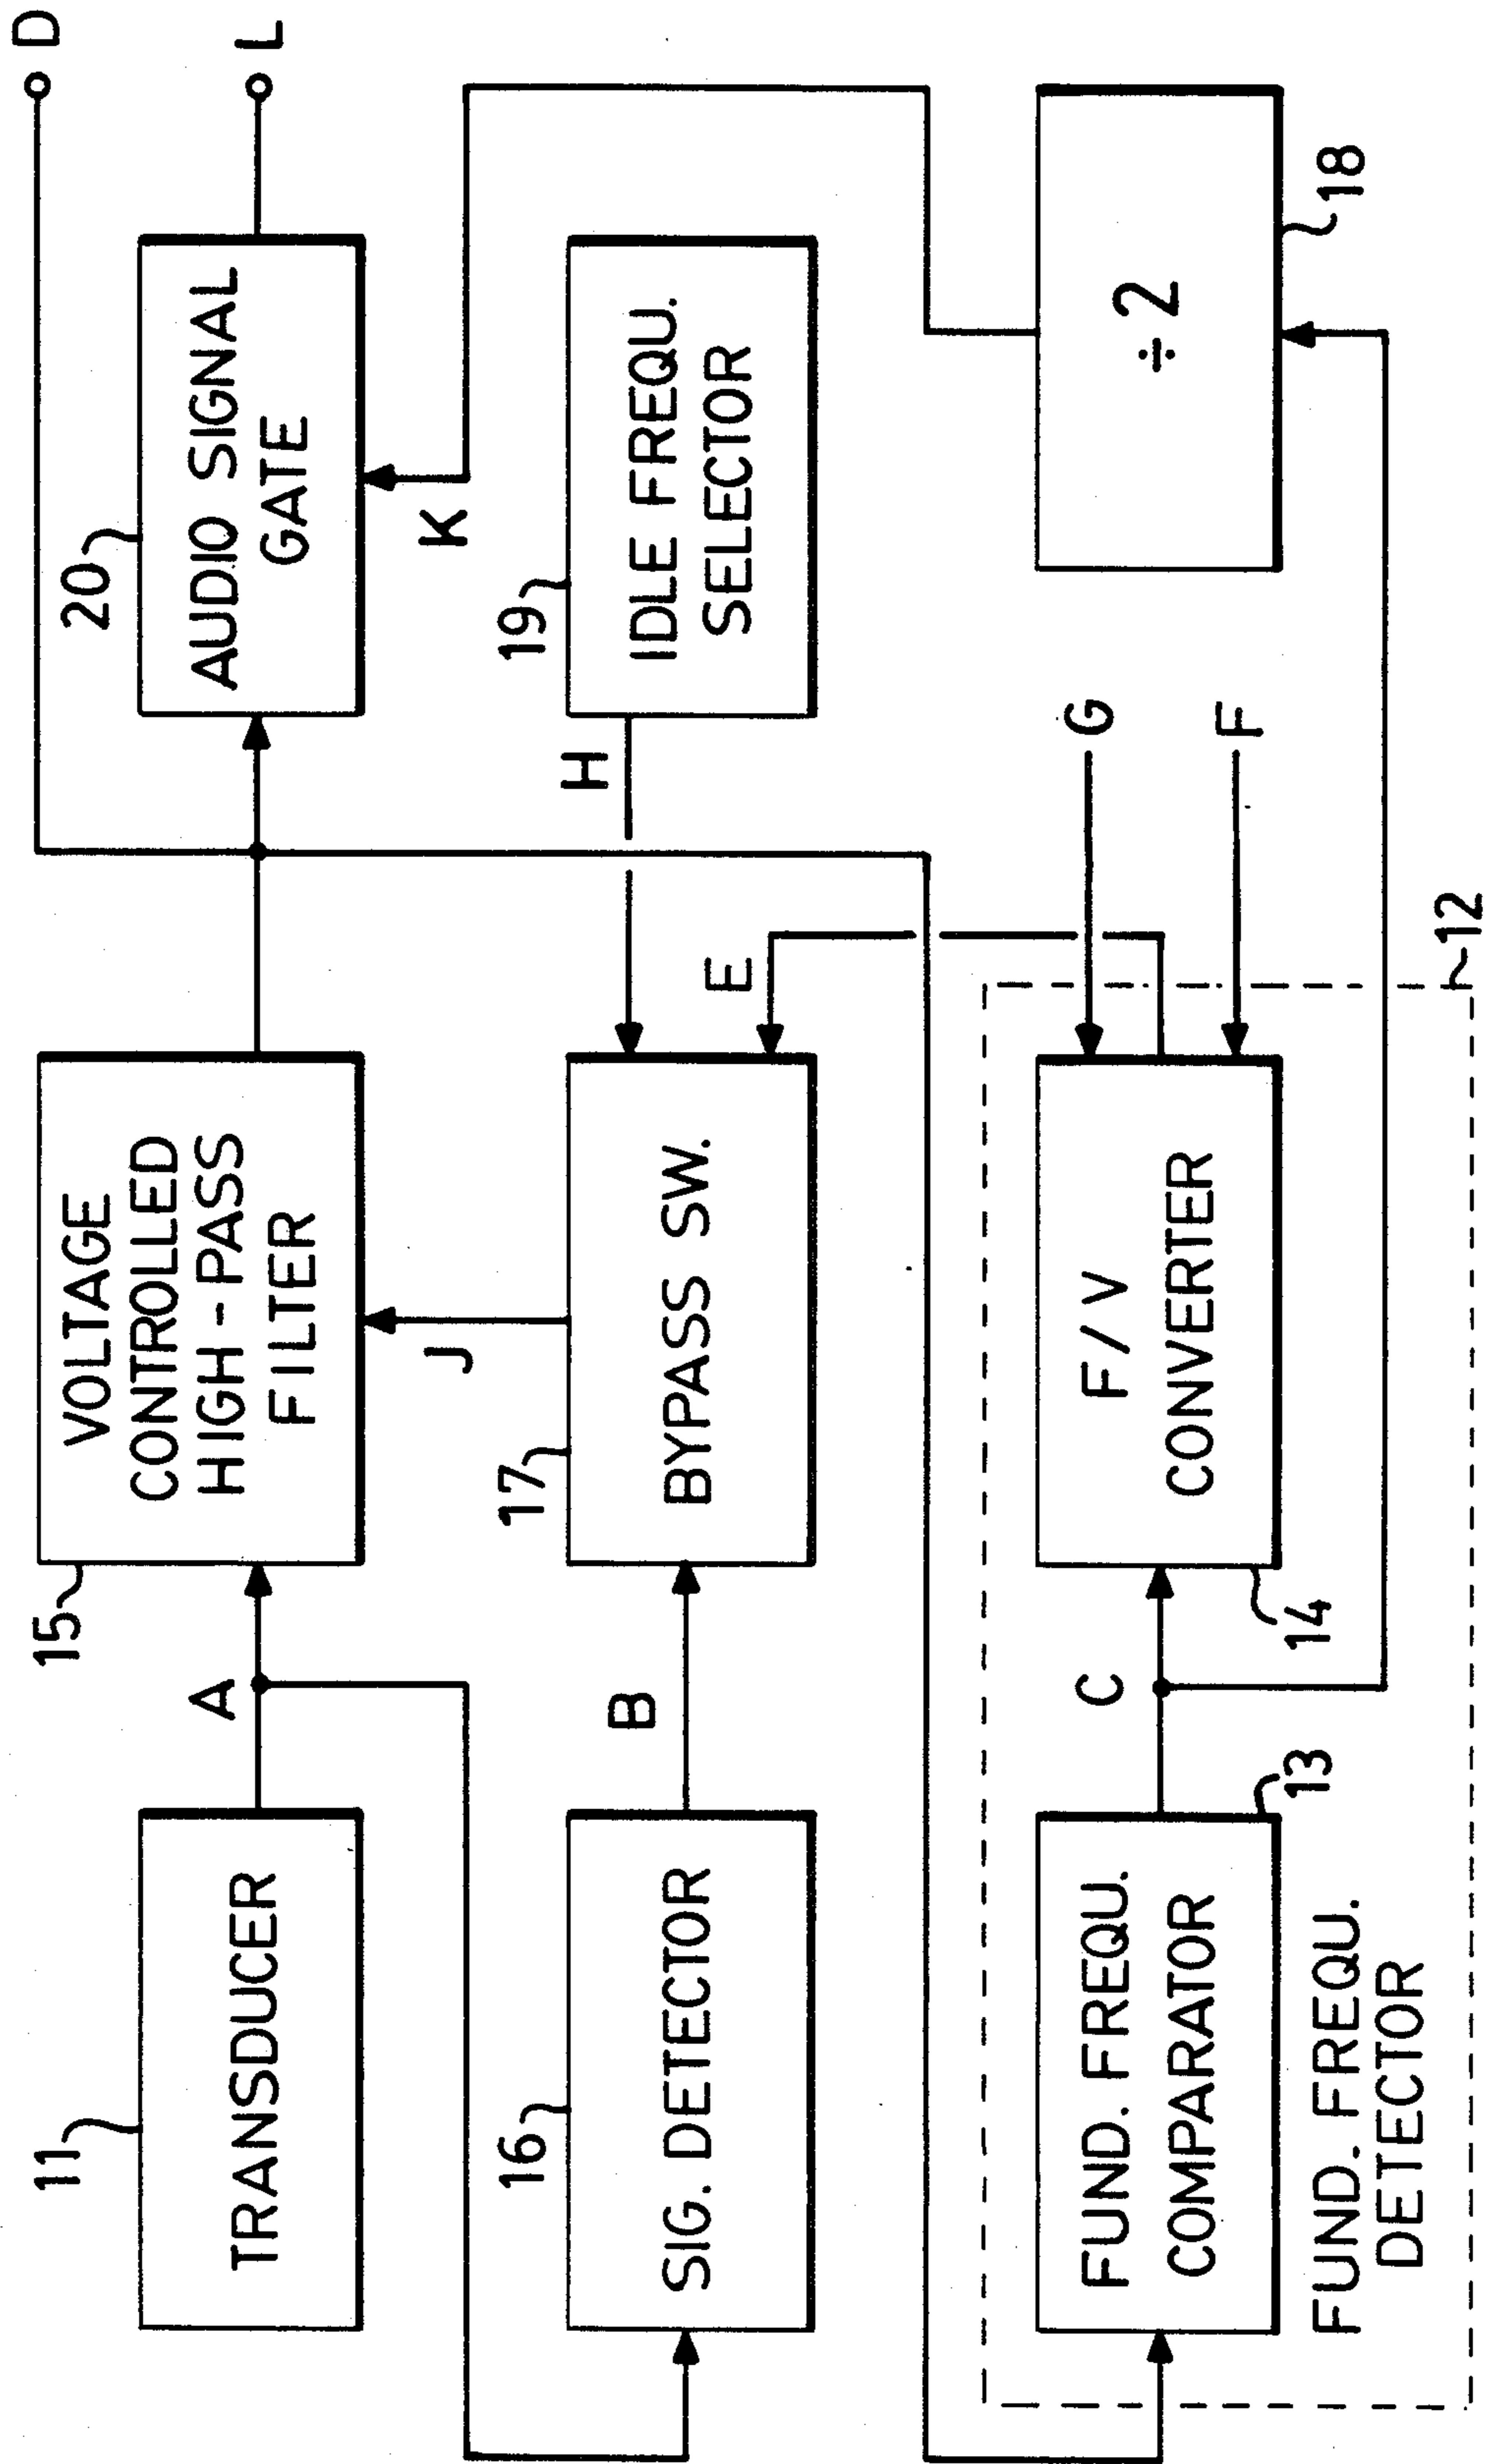 11
TRANSDUCER
A
15
VOLTAGE
CONTROLLED
HIGH-PASS
FILTER
20
AUDIO SIGNAL
GATE
D
L
16
SIG. DETECTOR
B
17
BYPASS SW.
J
H
E
19
IDLE FREQU.
SELECTOR
K
FUND. FREQU.
COMPARATOR
13
C
F/V
CONVERTER
14
G
F
÷2
18
FUND. FREQU.
DETECTOR
12